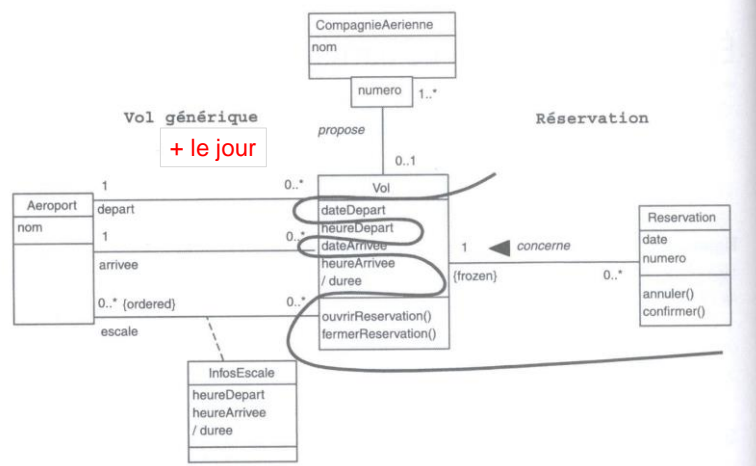 CompagnieAerienne
nom
numero
1..*
Vol générique
Réservation
+ le jour
propose
0..1
1
0..*
Vol
Aeroport
depart
dateDepart
Reservation
nom
heureDepart
date
1
0..*
dateArrivee
1
concerne
numero
arrivee
heureArrivee
{frozen}
0..*
/ duree
annuler()
0..* {ordered}
0..*
confirmer()
escale
ouvrirReservation()
fermerReservation()
InfosEscale
heureDepart
heureArrivee
/ duree